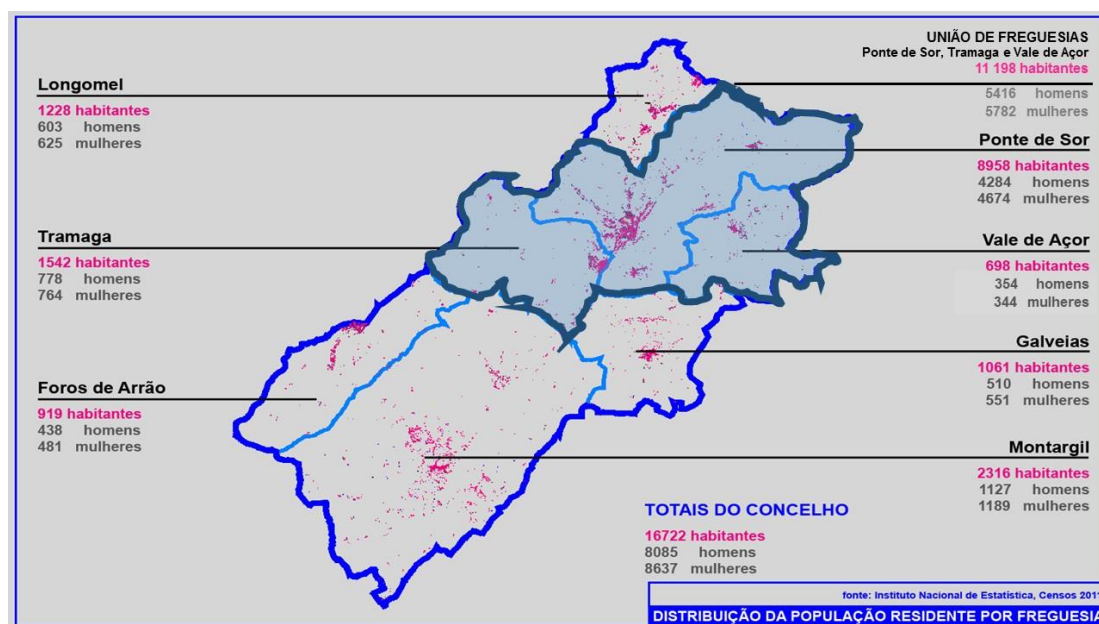 UNIÃO DE FREGUESIAS
Ponte de Sor, Tramaga e Vale de Açor
11 198 habitantes
5416 homens
5782 mulheres
Longomel
1228 habitantes
603 homens
625 mulheres
Ponte de Sor
8958 habitantes
4284 homens
4674 mulheres
Tramaga
1542 habitantes
778 homens
764 mulheres
Vale de Açor
698 habitantes
354 homens
344 mulheres
Galveias
1061 habitantes
510 homens
551 mulheres
Foros de Arrão
919 habitantes
438 homens
481 mulheres
Montargil
2316 habitantes
1127 homens
1189 mulheres
TOTAIS DO CONCELHO
16722 habitantes
8085 homens
8637 mulheres
fonte: Instituto Nacional de Estatística, Censos 2011
DISTRIBUIÇÃO DA POPULAÇÃO RESIDENTE POR FREGUESIA